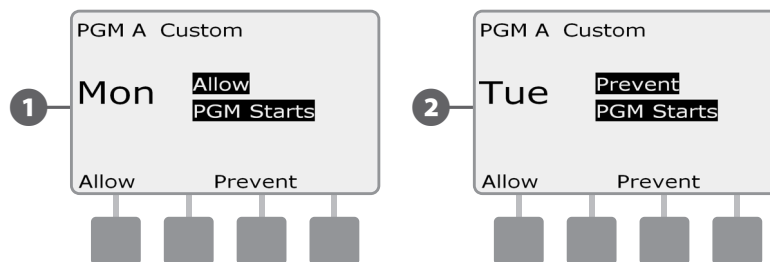 PGM A Custom
1
Mon
Allow
PGM Starts
Allow Prevent
PGM A Custom
2
Tue
Prevent
PGM Starts
Allow Prevent